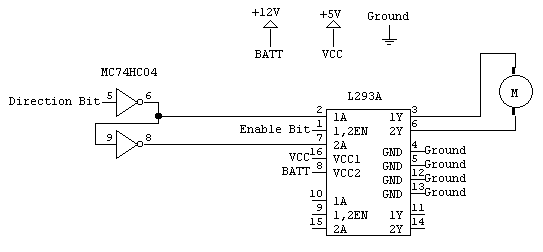 +12V
+5V
Ground
BATT
VCC
MC74HC04
L293A
Direction Bit 5 6
9 8
M
2 1A 1Y 3
Enable Bit 1 1,2EN 2Y 6
7 2A
VCC 16 VCC1 GND 4 Ground
BATT 8 VCC2 GND 5 Ground
GND 12 Ground
GND 13 Ground
10 1A
9 1,2EN 1Y 11
15 2A 2Y 14